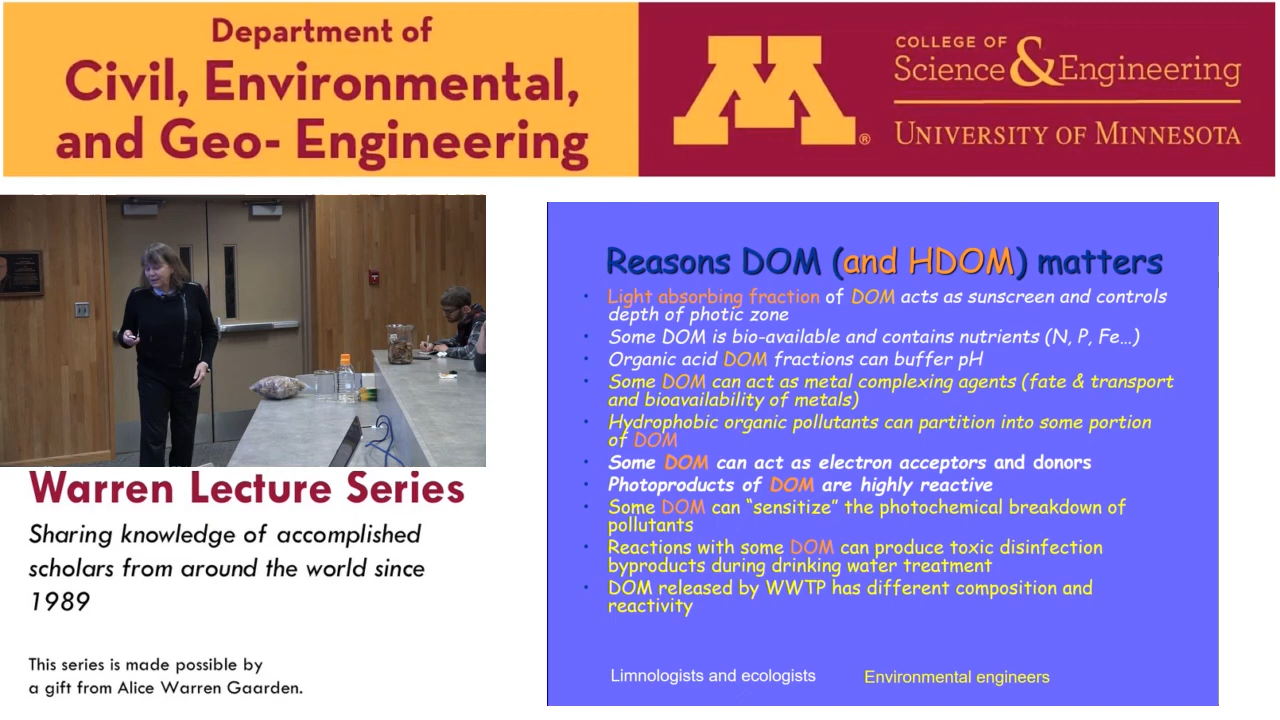 Department of
Civil, Environmental,
and Geo- Engineering
M®
COLLEGE OF
Science & Engineering
UNIVERSITY OF MINNESOTA
Warren Lecture Series
Sharing knowledge of accomplished
scholars from around the world since
1989
This series is made possible by
a gift from Alice Warren Gaarden.
Reasons DOM (and HDOM) matters
• Light absorbing fraction of DOM acts as sunscreen and controls
depth of photic zone
• Some DOM is bio-available and contains nutrients (N, P, Fe…)
• Organic acid DOM fractions can buffer pH
• Some DOM can act as metal complexing agents (fate & transport
and bioavailability of metals)
• Hydrophobic organic pollutants can partition into some portion
of DOM
• Some DOM can act as electron acceptors and donors
• Photoproducts of DOM are highly reactive
• Some DOM can “sensitize” the photochemical breakdown of
pollutants
• Reactions with some DOM can produce toxic disinfection
byproducts during drinking water treatment
• DOM released by WWTP has different composition and
reactivity
Limnologists and ecologists
Environmental engineers